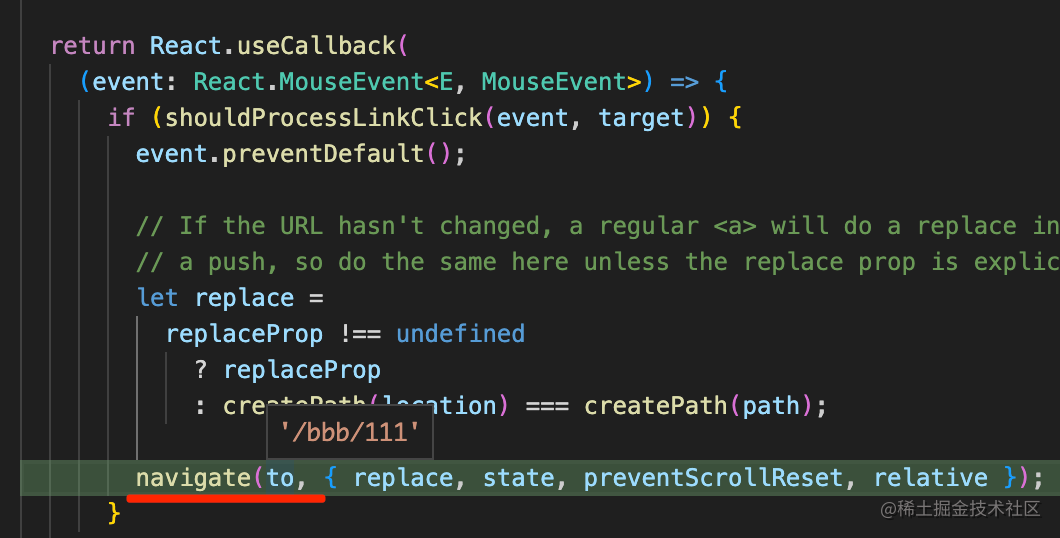 return React.useCallback(
(event: React.MouseEvent<E, MouseEvent>) => {
if (shouldProcessLinkClick(event, target)) {
event.preventDefault();
// If the URL hasn't changed, a regular <a> will do a replace in
// a push, so do the same here unless the replace prop is explic
let replace =
replaceProp !== undefined
? replaceProp
: createPath(location) === createPath(path);
'/bbb/111'
navigate(to, { replace, state, preventScrollReset, relative });
}
@稀土掘金技术社区